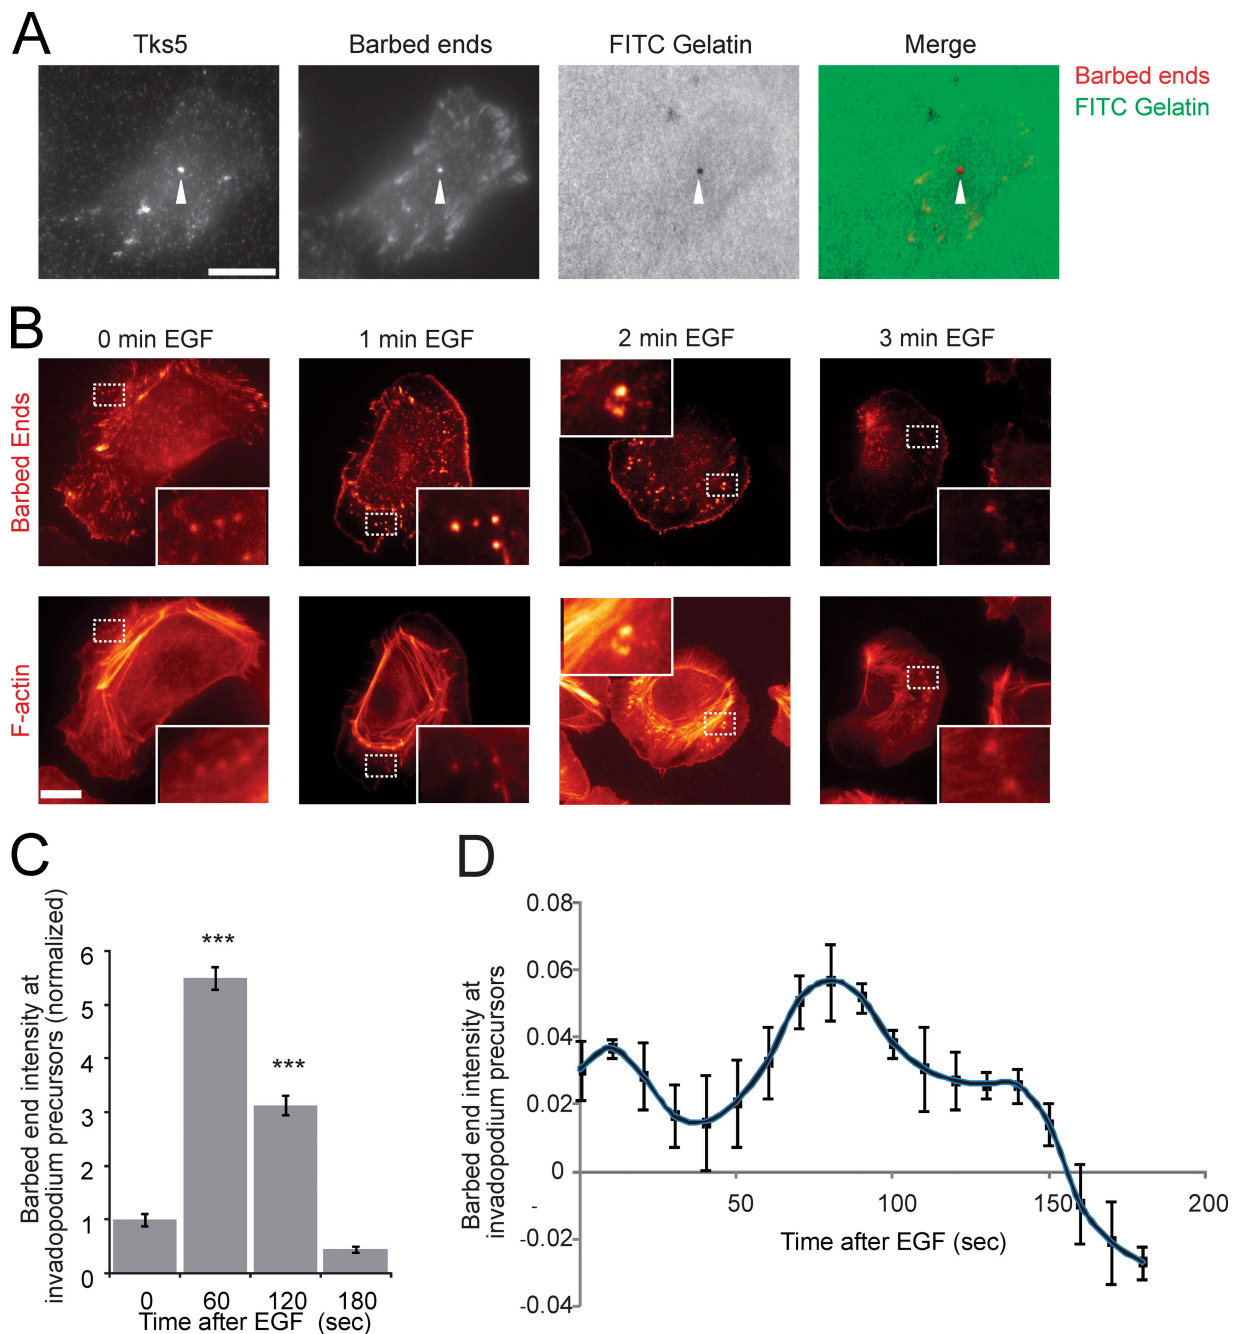 A
Tks5 Barbed ends FITC Gelatin Merge
Barbed ends
FITC Gelatin
B
0 min EGF 1 min EGF 2 min EGF 3 min EGF
Barbed Ends
F-actin
C
Barbed end intensity at
invadopodium precursors (normalized)
6
5
4
3
2
1
0
*** ***
0 60 120 180
Time after EGF (sec)
D
Barbed end intensity at
invadopodium precursors
0.08
0.06
0.04
0.02
0
-
-0.02
-0.04
50 100 150 200
Time after EGF (sec)